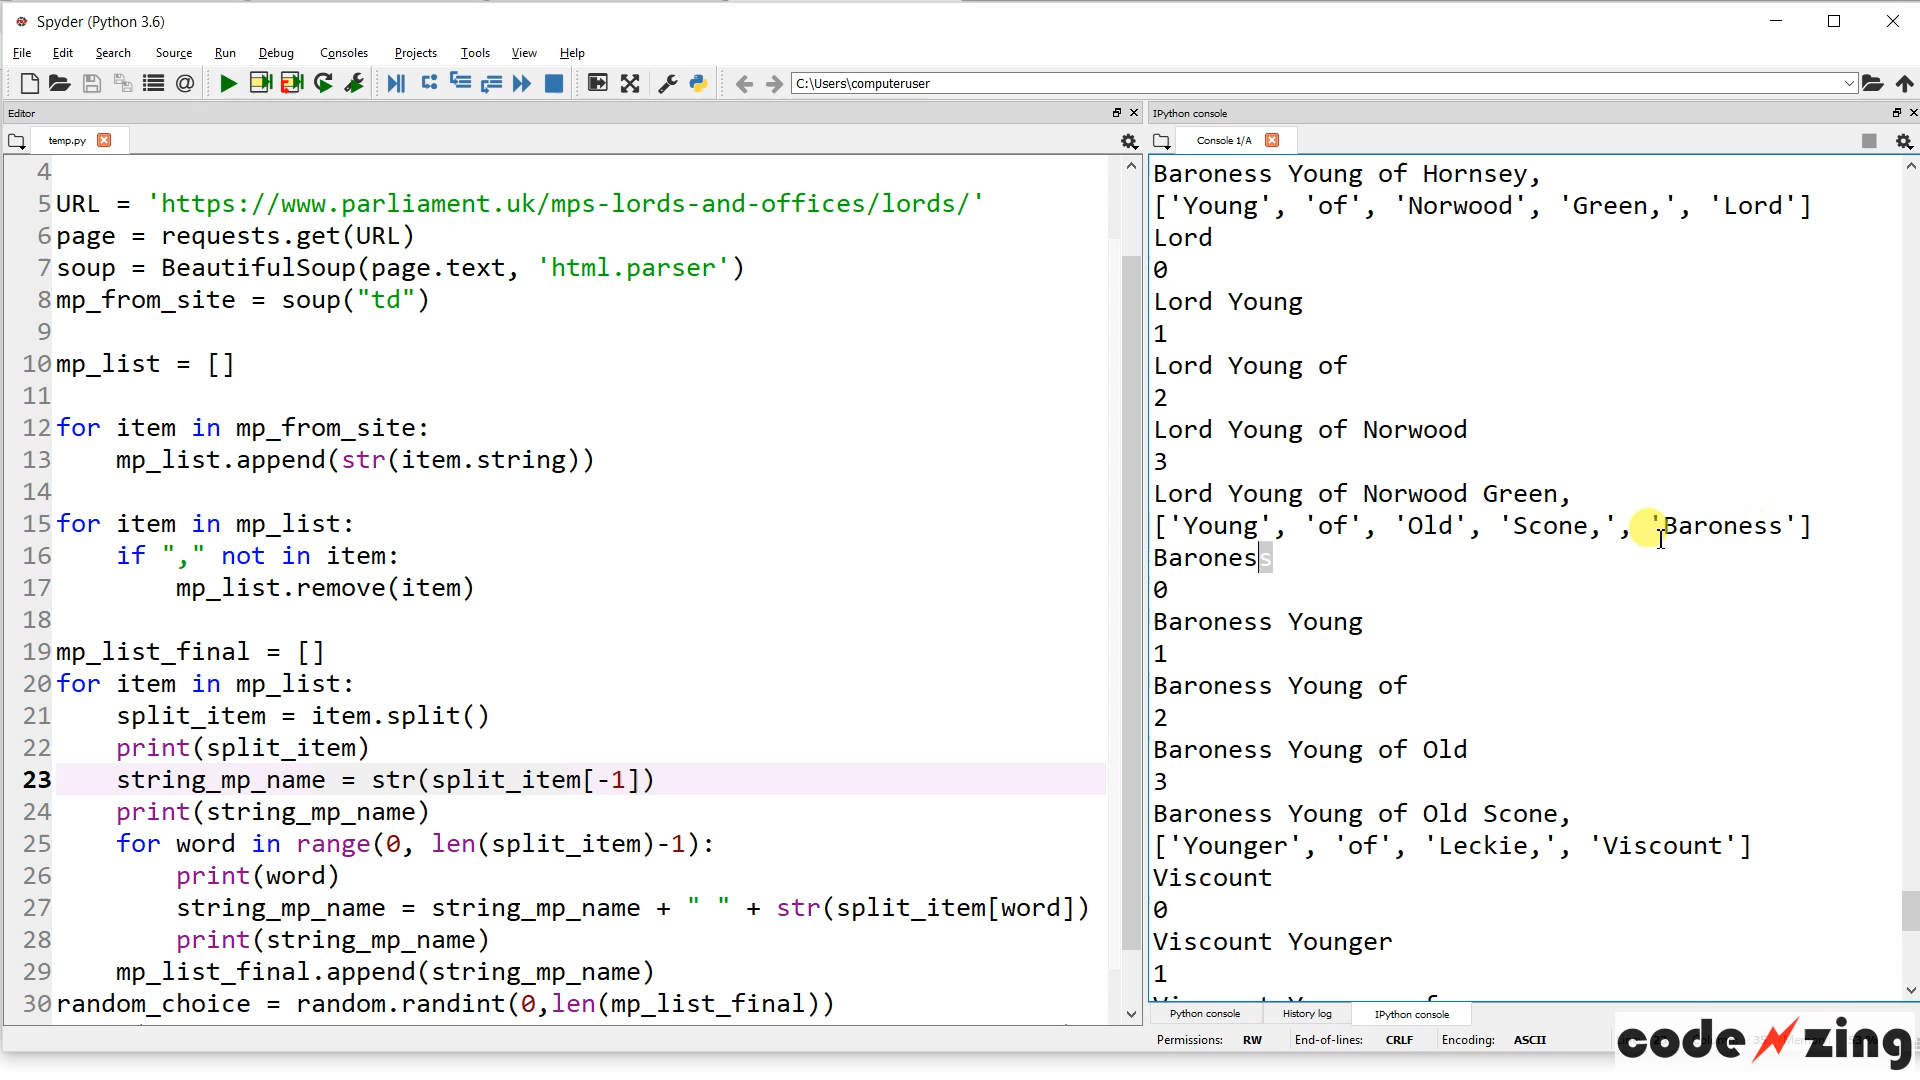 Spyder (Python 3.6)
File Edit Search Source Run Debug Consoles Projects Tools View Help
C:\Users\computeruser
Editor
temp.py
4
5 URL = 'https://www.parliament.uk/mps-lords-and-offices/lords/'
6 page = requests.get(URL)
7 soup = BeautifulSoup(page.text, 'html.parser')
8 mp_from_site = soup("td")
9
10 mp_list = []
11
12 for item in mp_from_site:
13     mp_list.append(str(item.string))
14
15 for item in mp_list:
16     if "," not in item:
17         mp_list.remove(item)
18
19 mp_list_final = []
20 for item in mp_list:
21     split_item = item.split()
22     print(split_item)
23     string_mp_name = str(split_item[-1])
24     print(string_mp_name)
25     for word in range(0, len(split_item)-1):
26         print(word)
27         string_mp_name = string_mp_name + " " + str(split_item[word])
28         print(string_mp_name)
29     mp_list_final.append(string_mp_name)
30 random_choice = random.randint(0,len(mp_list_final))
IPython console
Console 1/A
Baroness Young of Hornsey,
['Young', 'of', 'Norwood', 'Green,', 'Lord']
Lord
0
Lord Young
1
Lord Young of
2
Lord Young of Norwood
3
Lord Young of Norwood Green,
['Young', 'of', 'Old', 'Scone,', 'Baroness']
Baroness
0
Baroness Young
1
Baroness Young of
2
Baroness Young of Old
3
Baroness Young of Old Scone,
['Younger', 'of', 'Leckie,', 'Viscount']
Viscount
0
Viscount Younger
1
Python console History log IPython console
Permissions: RW End-of-lines: CRLF Encoding: ASCII
code zing